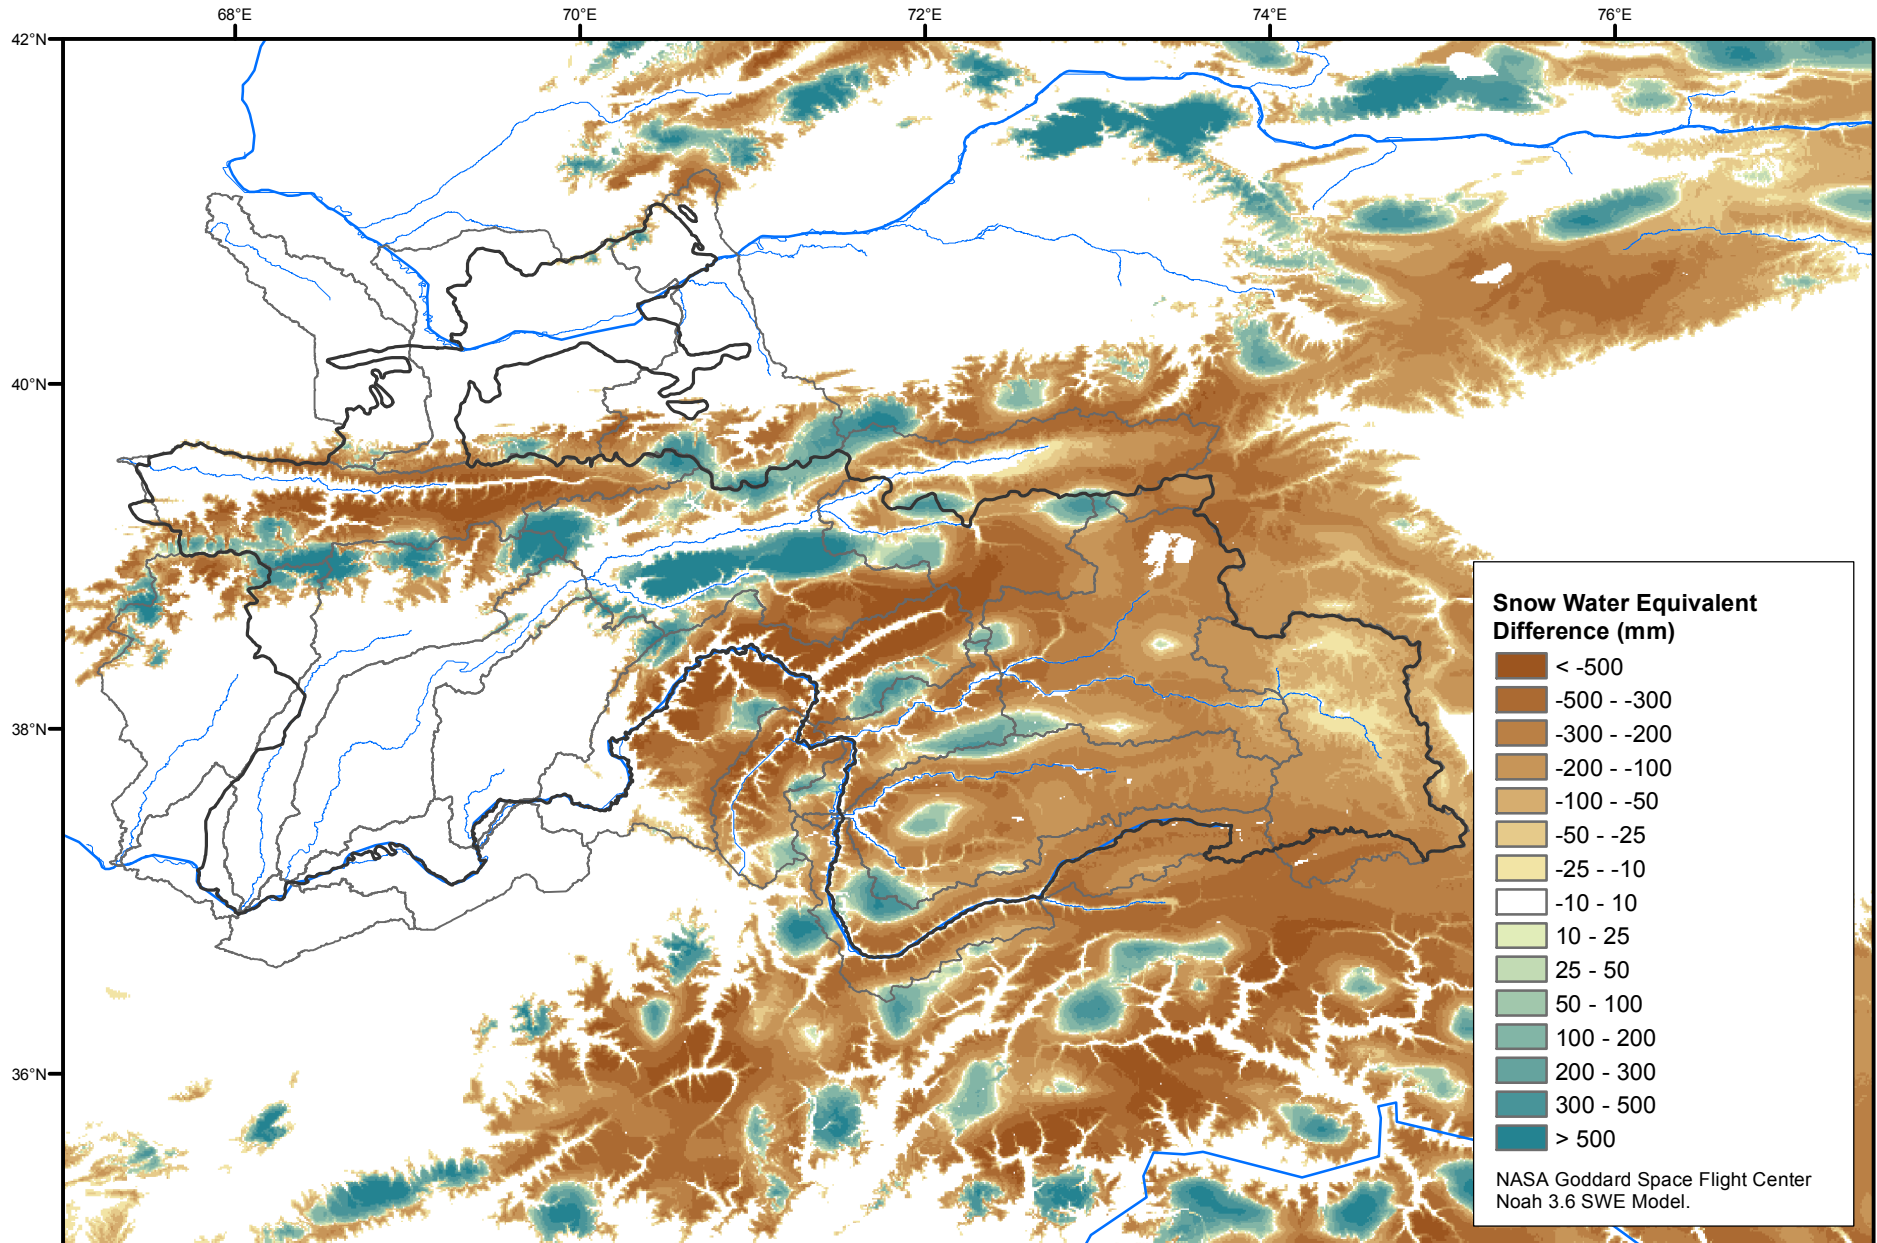 68°E 70°E 72°E 74°E 76°E
42°N
40°N
38°N
36°N
Snow Water Equivalent
Difference (mm)
< -500
-500 - -300
-300 - -200
-200 - -100
-100 - -50
-50 - -25
-25 - -10
-10 - 10
10 - 25
25 - 50
50 - 100
100 - 200
200 - 300
300 - 500
> 500
NASA Goddard Space Flight Center
Noah 3.6 SWE Model.